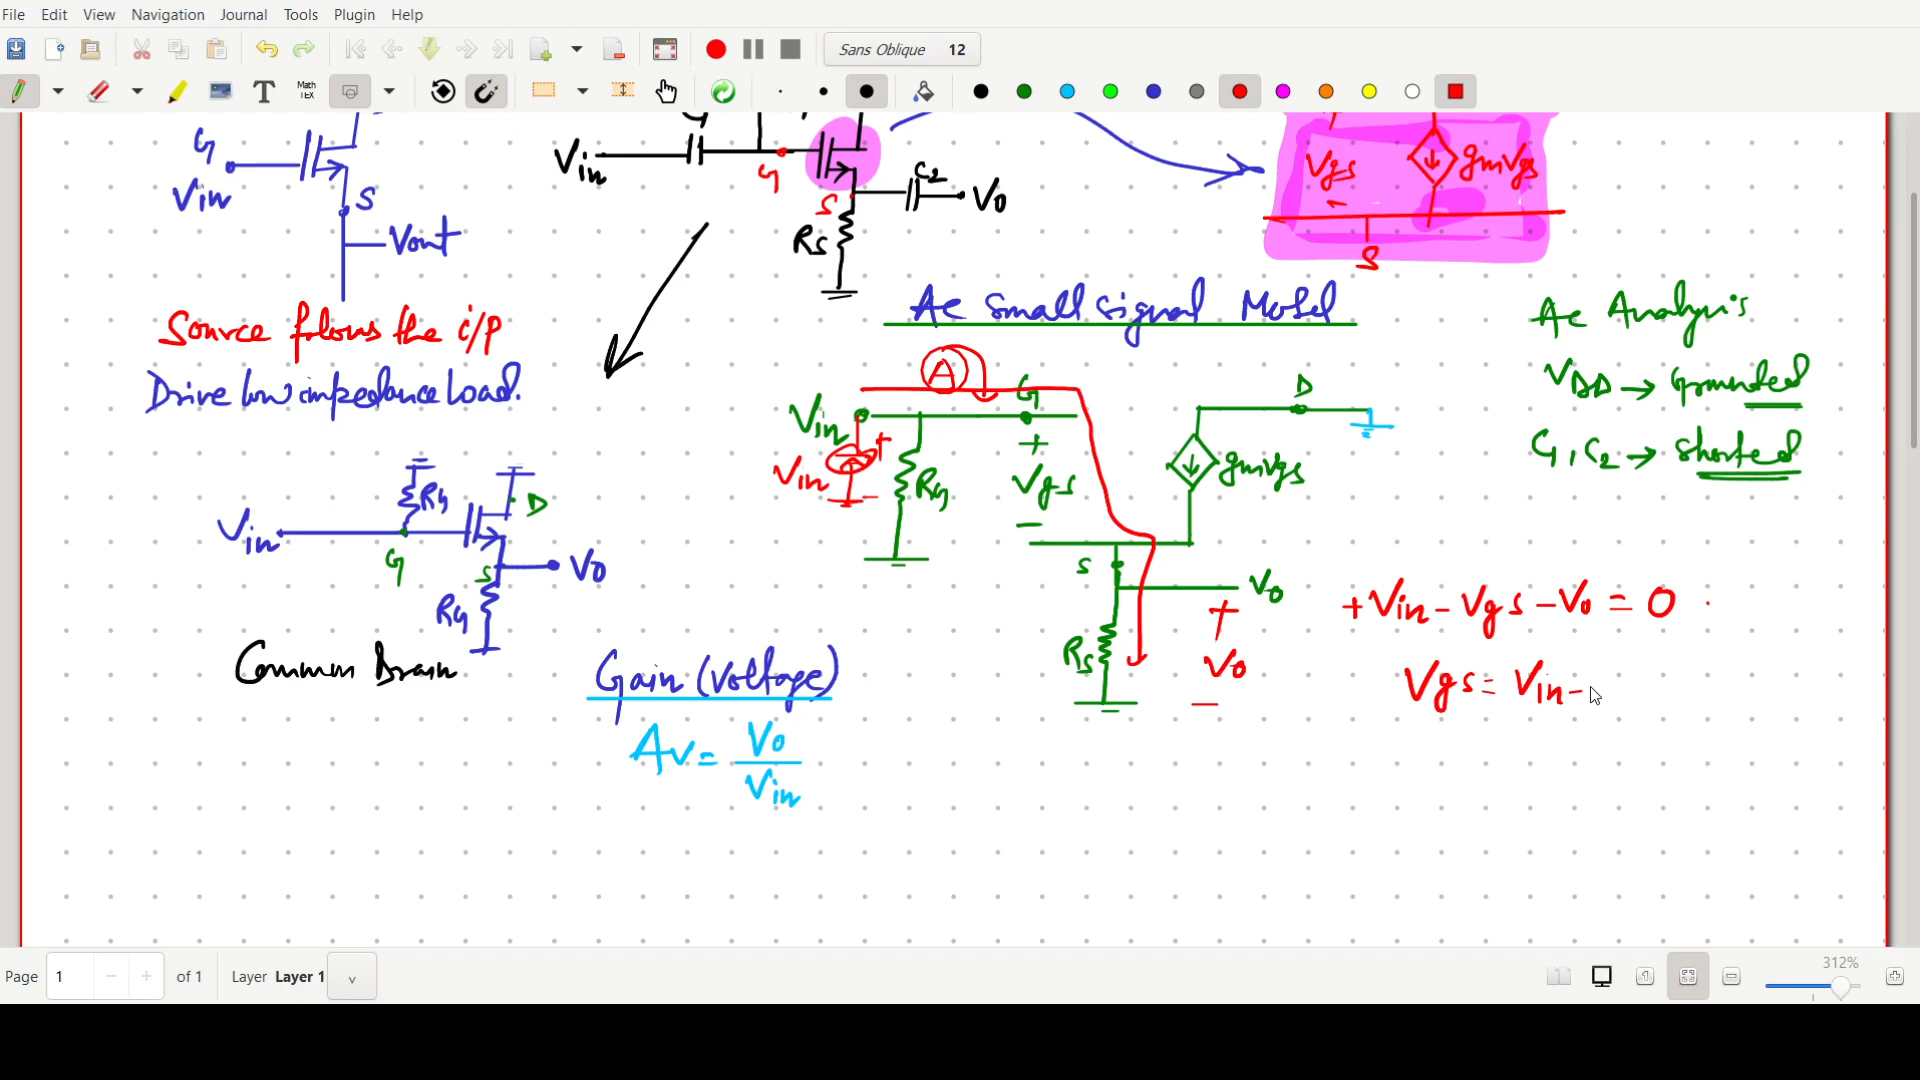 File Edit View Navigation Journal Tools Plugin Help
Sans Oblique 12
Math TEX
G
Vin
S
Vout
Vin
G
S
C2
Vo
Rs
Vgs
-
gmVgs
S
Source folows the i/p
Drive low impedance Load.
Ac small signal Model
Ac Analysis
VDD → Grounded
C1, C2 → Shorted
A
Vin
G
D
+
Vin
+
-
RG
Vgs
-
gmVgs
S
Vo
Rs
+
Vo
-
RG
D
Vin
G
S
Vo
RG
Common Drain
+Vin - Vgs - Vo = 0
Vgs = Vin -
Gain (Voltage)
Av = Vo
Vin
Page 1 - + of 1 Layer Layer 1 v
312%